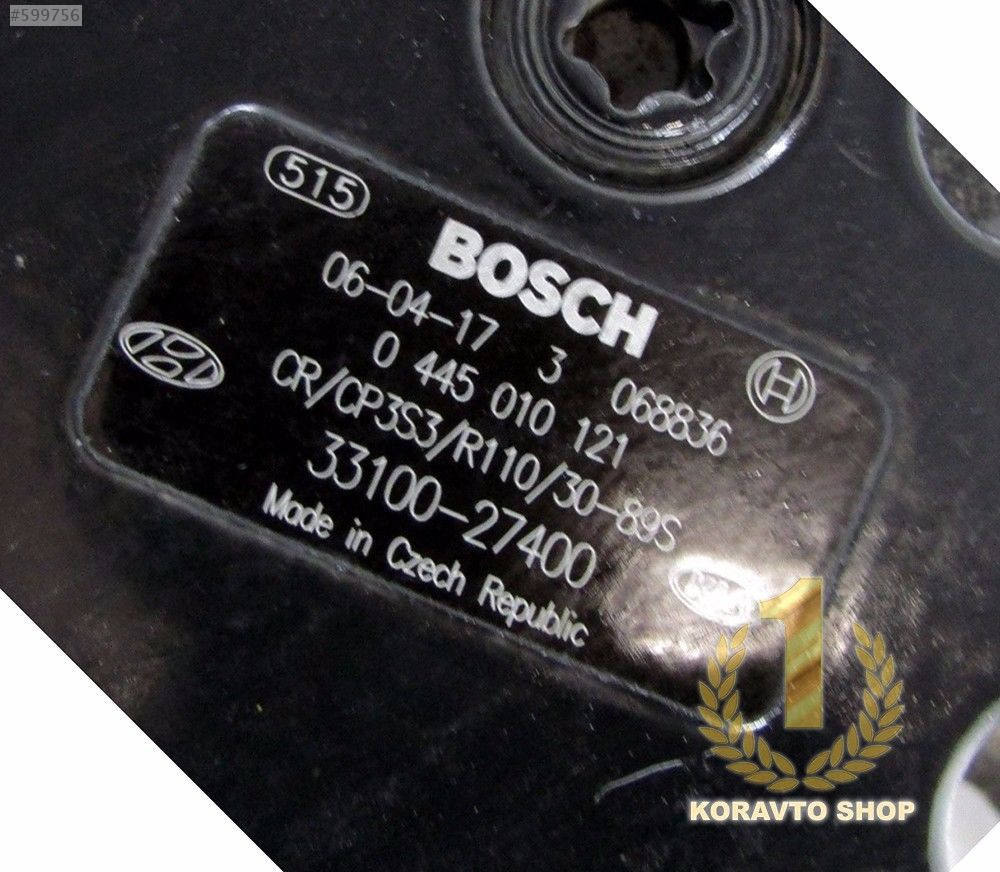 #599756
515
BOSCH
06-04-17 3 068836
0 445 010 121
CR/CP3S3/R110/30-89S
33100-27400
Made in Czech Republic
1
KORAVTO SHOP